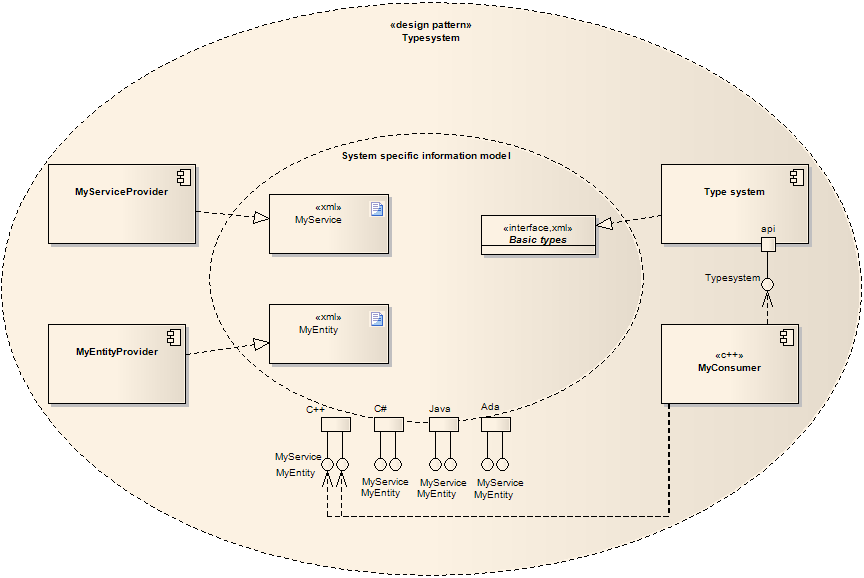 «design pattern»
Typesystem
System specific information model
MyServiceProvider
«xml»
MyService
«interface,xml»
Basic types
Type system
api
Typesystem
MyEntityProvider
«xml»
MyEntity
«c++»
MyConsumer
C++
C#
Java
Ada
MyService
MyEntity
MyService
MyEntity
MyService
MyEntity
MyService
MyEntity